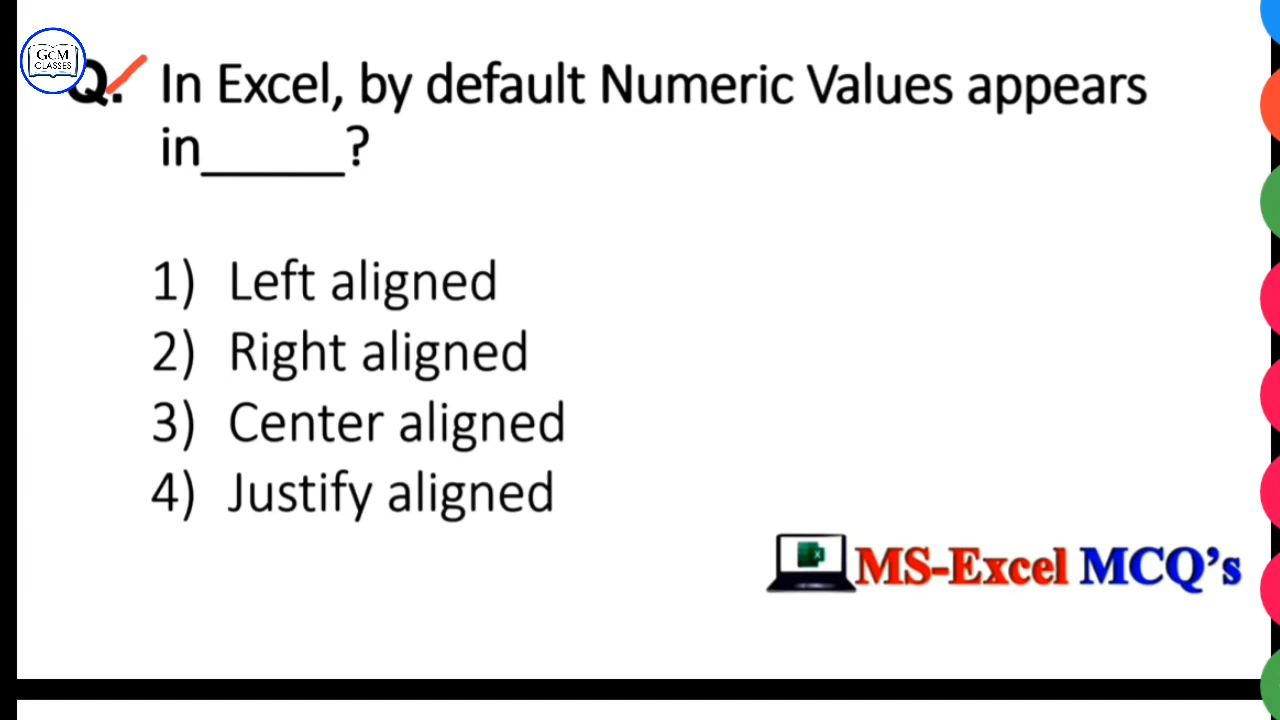 GCM
CLASSES
Q. In Excel, by default Numeric Values appears
in_____?
1) Left aligned
2) Right aligned
3) Center aligned
4) Justify aligned
MS-Excel MCQ's